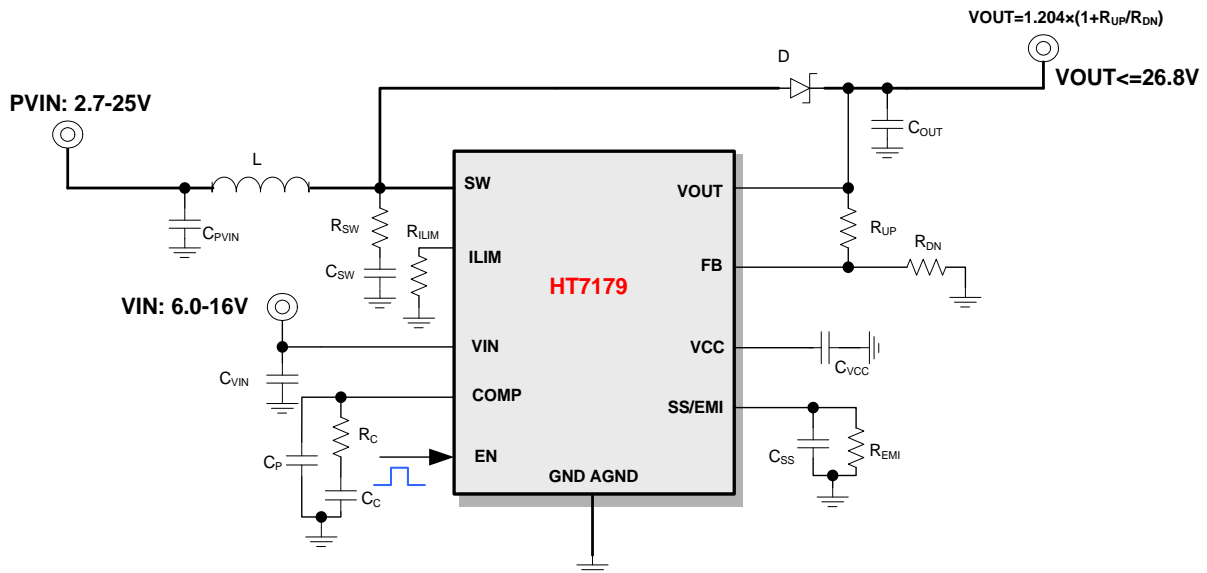 VOUT=1.204×(1+RUP/RDN)
D
VOUT<=26.8V
PVIN: 2.7-25V
COUT
L
SW
VOUT
CPVIN
RSW
RILIM
RUP
RDN
ILIM
FB
CSW
HT7179
VIN: 6.0-16V
VIN
VCC
CVCC
CVIN
COMP
SS/EMI
RC
CP
EN
CSS
REMI
GND AGND
CC